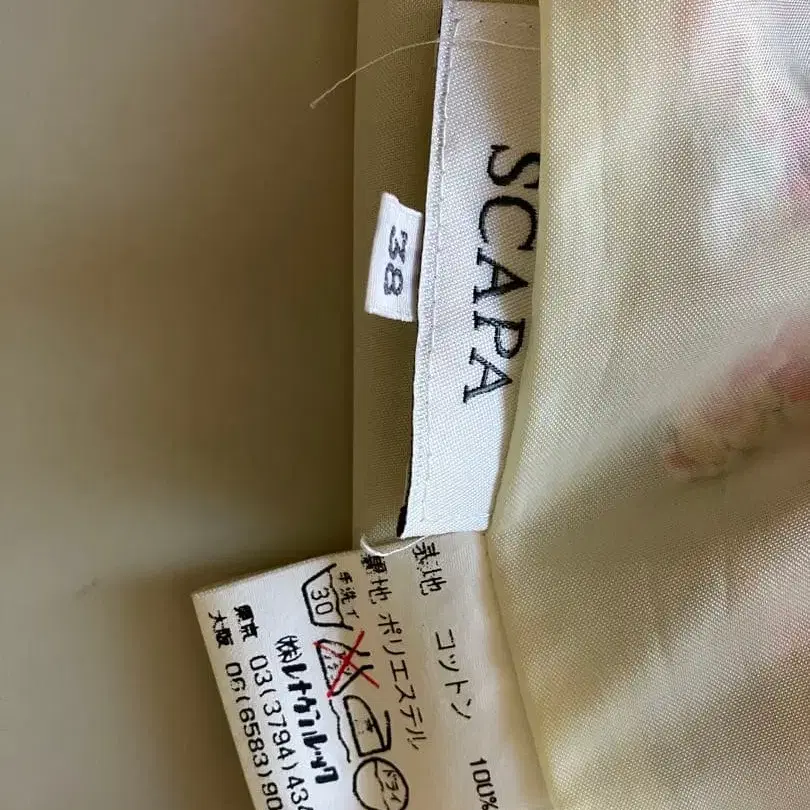 SCAPA
38
表地 コットン 100%
裏地 ポリエステル
手洗イ
30
ドライ
(株)レナウンルック
東京 03(3794)434
大阪 06(6583)90